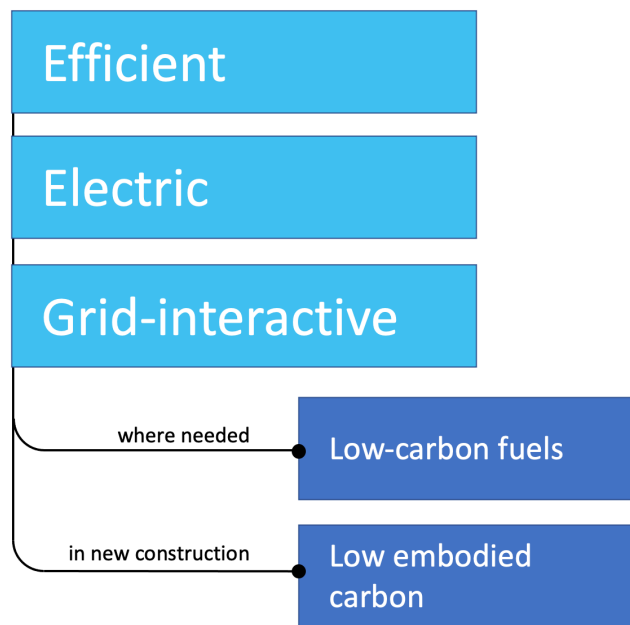 Efficient
Electric
Grid-interactive
where needed
Low-carbon fuels
in new construction
Low embodied
carbon